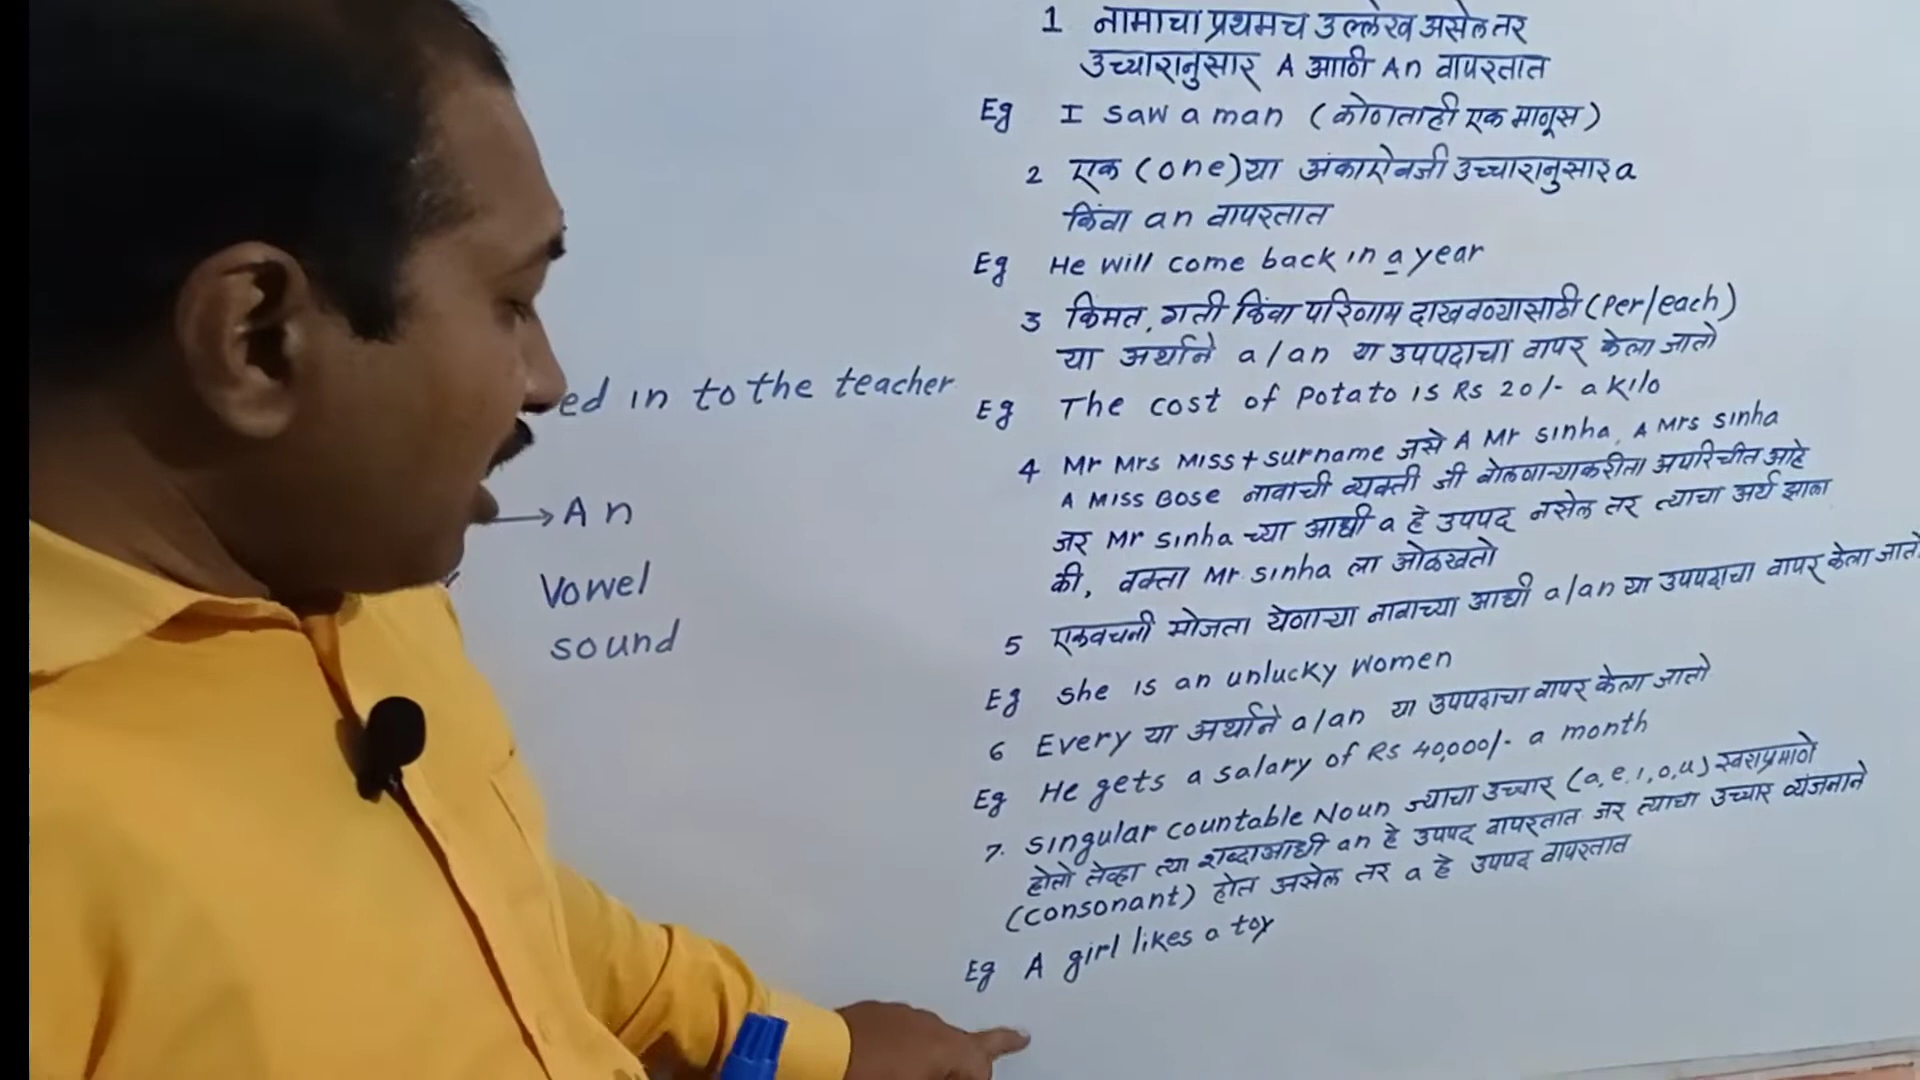 1 नामाचा प्रथमच उल्लेख असेल तर
उच्चारानुसार A आणि An वापरतात
Eg I saw a man (कोणताही एक माणूस)
2 एक (one) या अंकाऐवजी उच्चारानुसार a
किंवा an वापरतात
Eg He will come back in a year
3 किंमत, गती किंवा परिणाम दाखवण्यासाठी (Per/each)
या अर्थाने a/an या उपपदाचा वापर केला जातो
Eg The cost of Potato is Rs 20/- a kilo
4 Mr Mrs Miss + surname जसे A Mr sinha, A Mrs sinha
A Miss Bose नावाची व्यक्ती जी बोलणाऱ्याकरीता अपरिचीत आहे
जर Mr sinha च्या आधी a हे उपपद नसेल तर त्याचा अर्थ झाला
की, वक्ता Mr. sinha ला ओळखतो
5 एकवचनी मोजता येणाऱ्या नावाच्या आधी a/an या उपपदाचा वापर केला जातो
Eg she is an unlucky women
6 Every या अर्थाने a/an या उपपदाचा वापर केला जातो
Eg He gets a salary of Rs 40,000/- a month
7. singular countable Noun ज्याचा उच्चार (a, e, i, o, u) स्वराप्रमाणे
होतो तेव्हा त्या शब्दाआधी an हे उपपद वापरतात जर त्याचा उच्चार व्यंजनाने
(consonant) होत असेल तर a हे उपपद वापरतात
Eg A girl likes a toy
ed in to the teacher
→ An
Vowel
sound